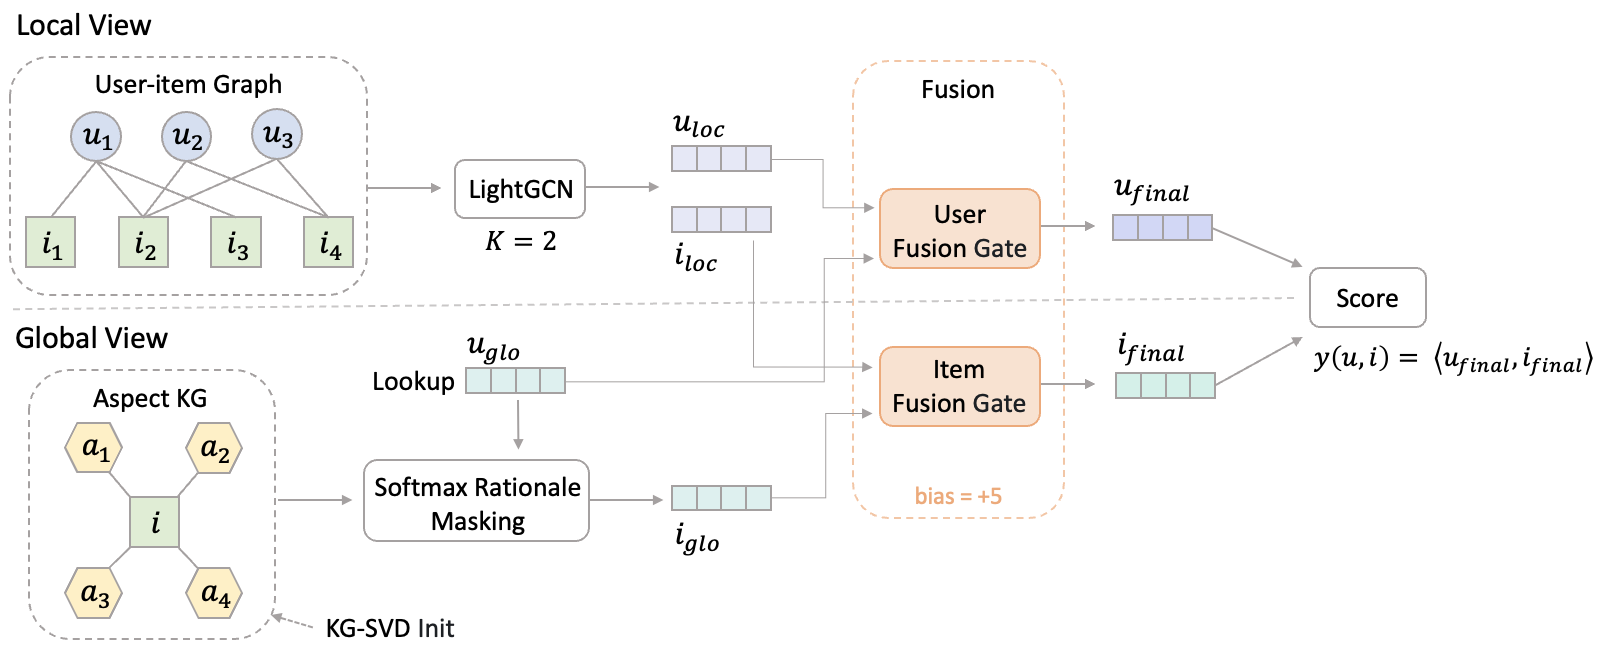 Local View
User-item Graph
u1 u2 u3
i1 i2 i3 i4
LightGCN
K = 2
uloc
iloc
Fusion
User
Fusion Gate
ufinal
Item
Fusion Gate
ifinal
bias = +5
Score
y(u, i) = ⟨ufinal, ifinal⟩
Global View
Aspect KG
a1 a2
i
a3 a4
KG-SVD Init
uglo
Lookup
Softmax Rationale
Masking
iglo